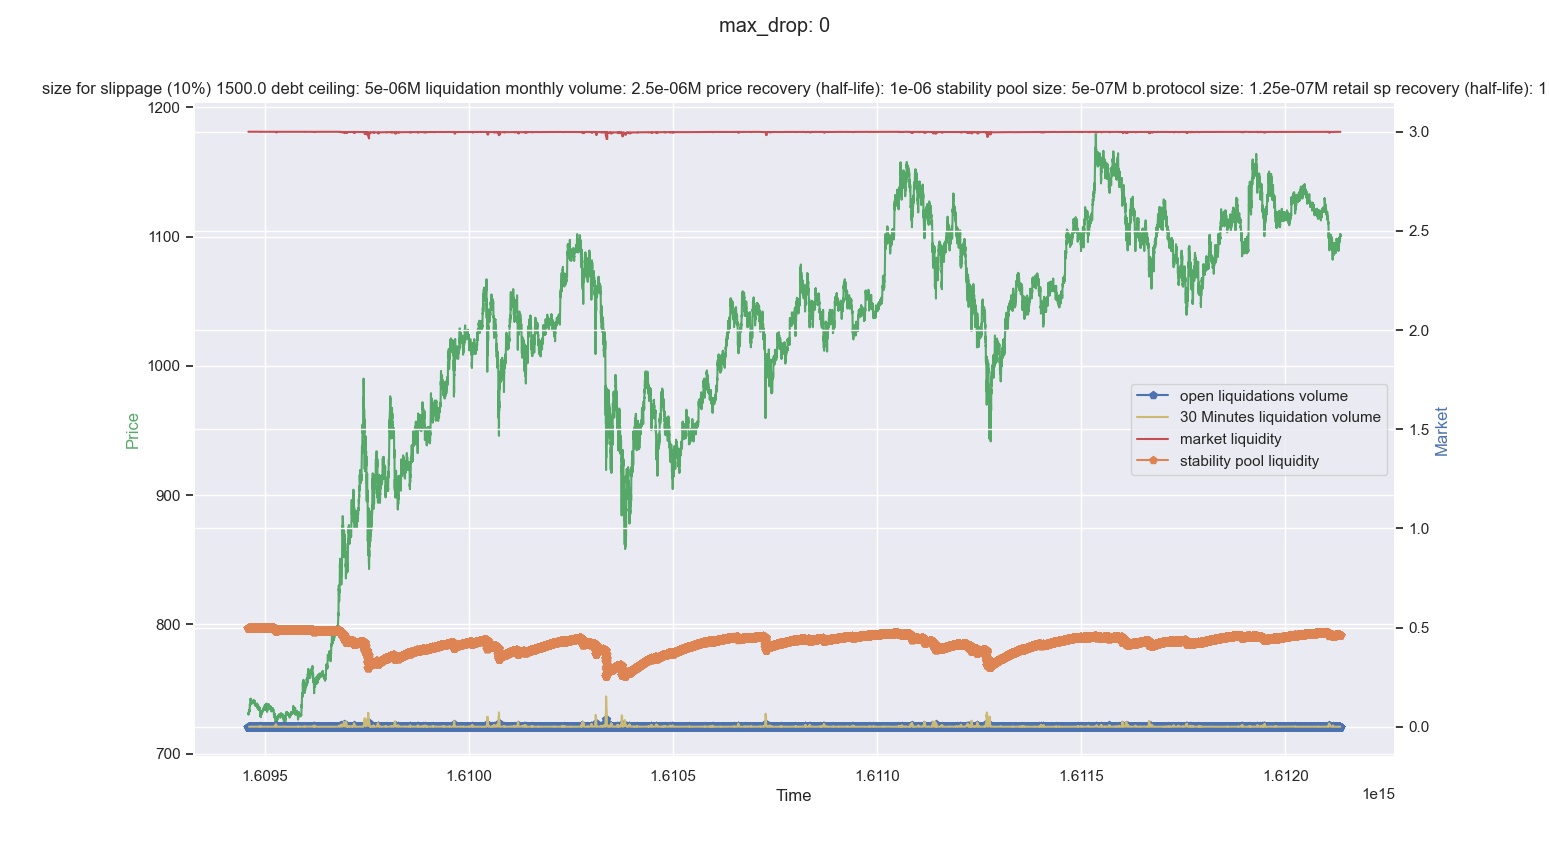 max_drop: 0
size for slippage (10%) 1500.0 debt ceiling: 5e-06M liquidation monthly volume: 2.5e-06M price recovery (half-life): 1e-06 stability pool size: 5e-07M b.protocol size: 1.25e-07M retail sp recovery (half-life): 1
1200
1100
1000
900
800
700
Price
3.0
2.5
2.0
1.5
1.0
0.5
0.0
Market
open liquidations volume
30 Minutes liquidation volume
market liquidity
stability pool liquidity
1.6095 1.6100 1.6105 1.6110 1.6115 1.6120
Time
1e15